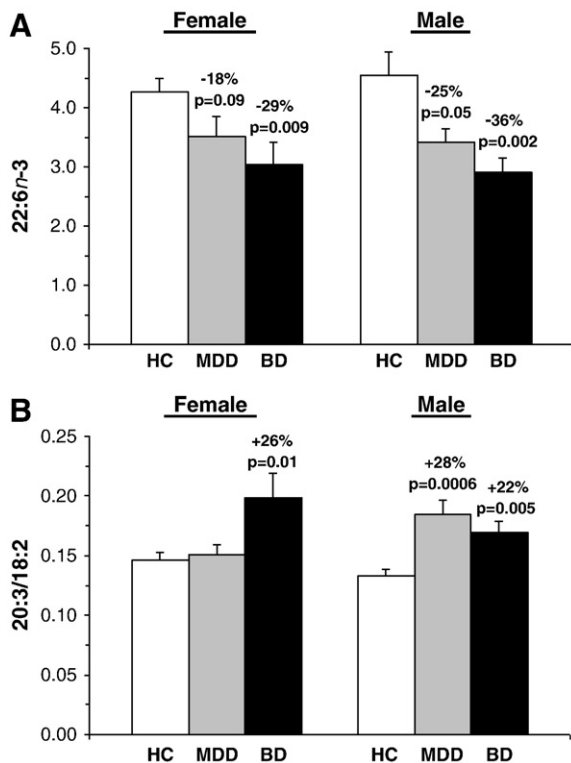 A
Female Male
22:6n-3
5.0
4.0
3.0
2.0
1.0
0.0
-18%
p=0.09
-29%
p=0.009
-25%
p=0.05
-36%
p=0.002
HC MDD BD HC MDD BD
B
Female Male
20:3/18:2
0.25
0.20
0.15
0.10
0.05
0.00
+26%
p=0.01
+28%
p=0.0006
+22%
p=0.005
HC MDD BD HC MDD BD